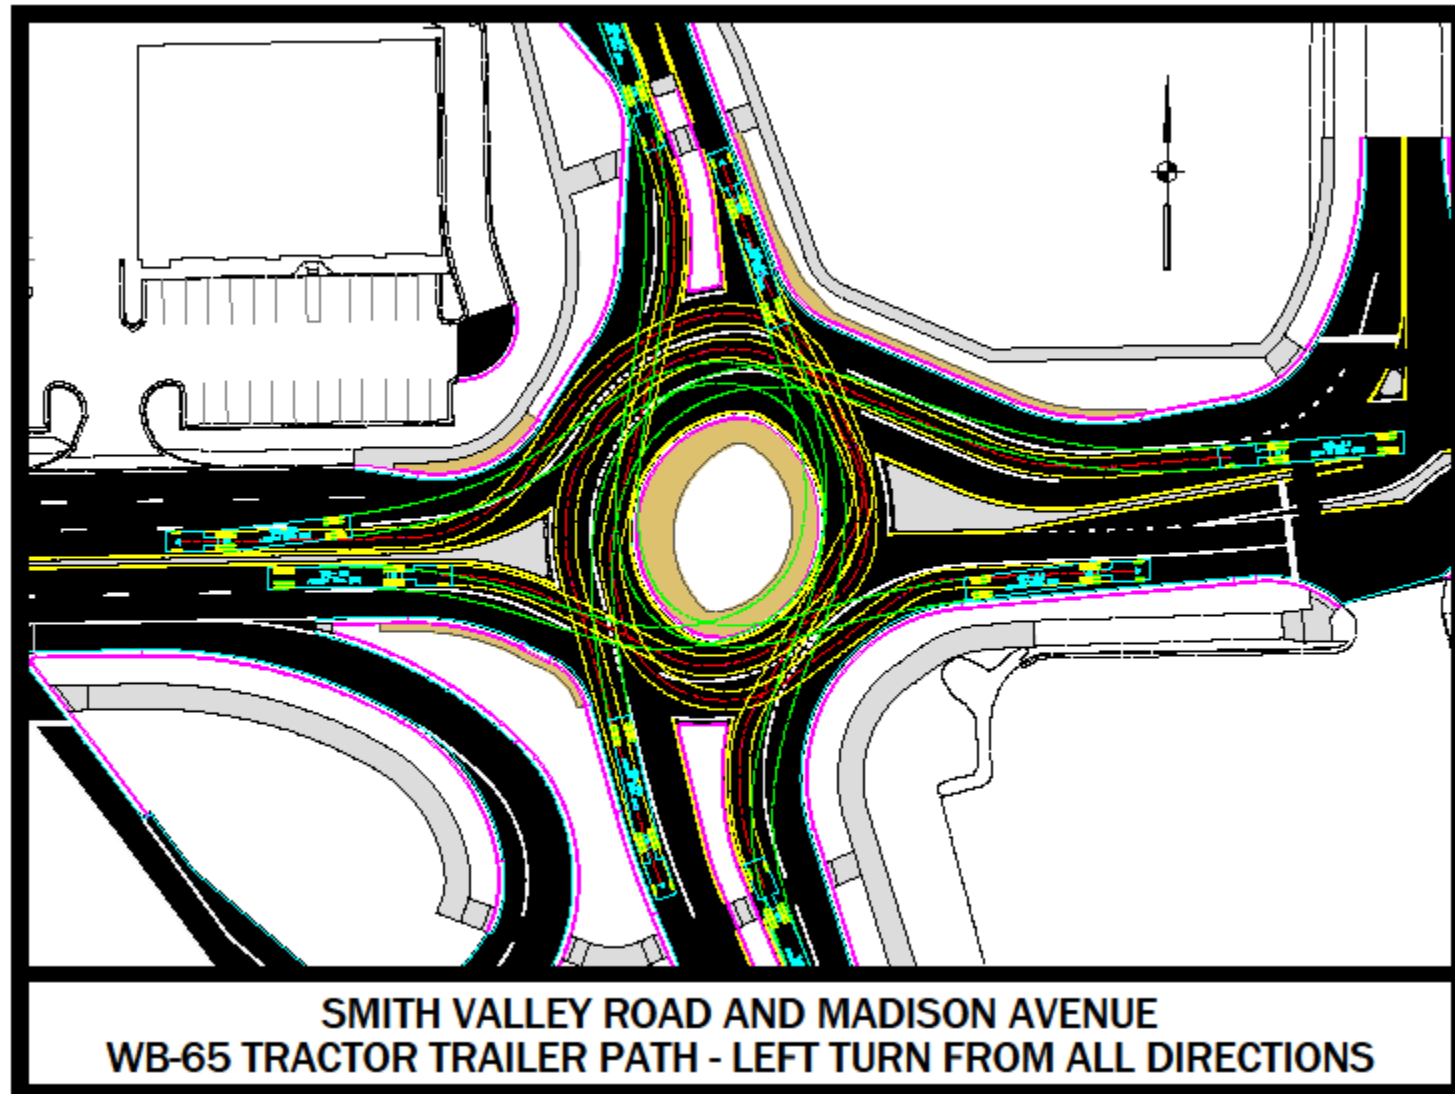 SMITH VALLEY ROAD AND MADISON AVENUE
WB-65 TRACTOR TRAILER PATH - LEFT TURN FROM ALL DIRECTIONS